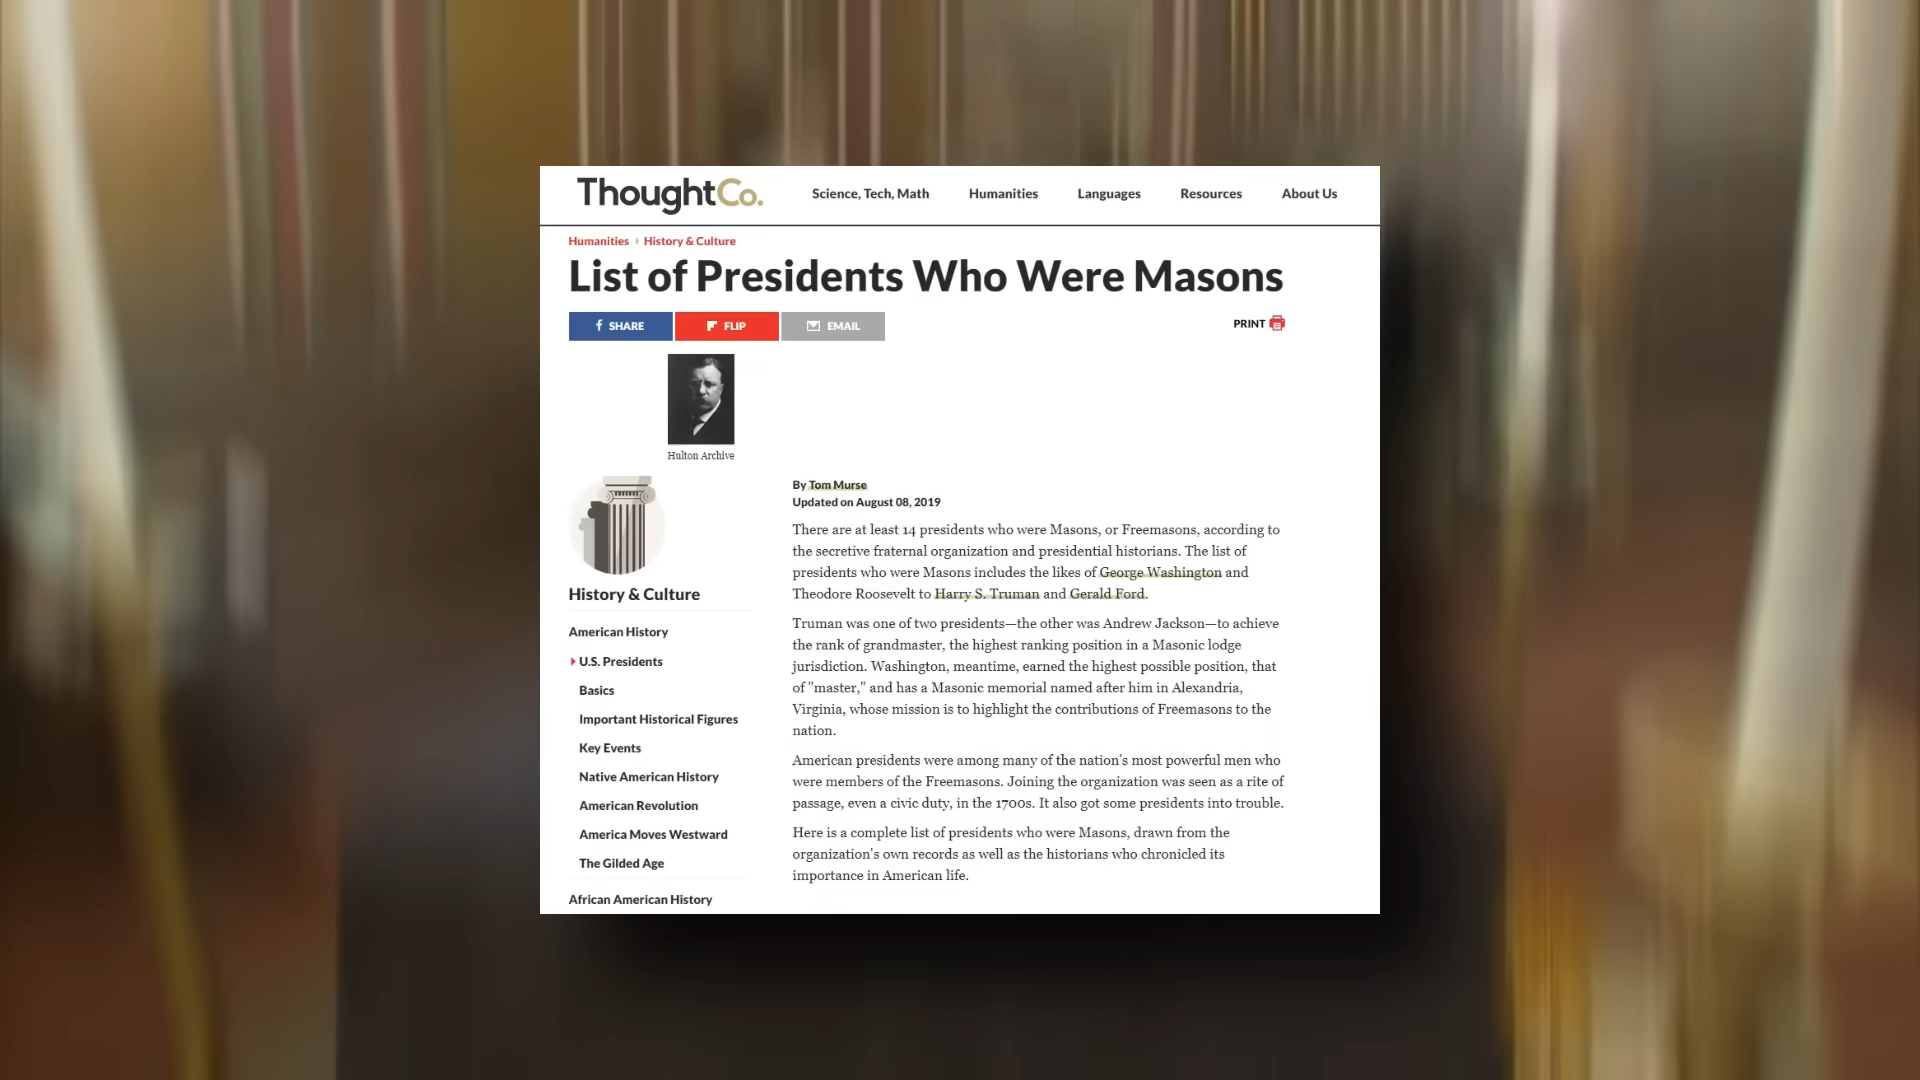 ThoughtCo.
Science, Tech, Math
Humanities
Languages
Resources
About Us
Humanities › History & Culture
List of Presidents Who Were Masons
SHARE
FLIP
EMAIL
PRINT
Hulton Archive
By Tom Murse
Updated on August 08, 2019
There are at least 14 presidents who were Masons, or Freemasons, according to
the secretive fraternal organization and presidential historians. The list of
presidents who were Masons includes the likes of George Washington and
Theodore Roosevelt to Harry S. Truman and Gerald Ford.
Truman was one of two presidents—the other was Andrew Jackson—to achieve
the rank of grandmaster, the highest ranking position in a Masonic lodge
jurisdiction. Washington, meantime, earned the highest possible position, that
of "master," and has a Masonic memorial named after him in Alexandria,
Virginia, whose mission is to highlight the contributions of Freemasons to the
nation.
American presidents were among many of the nation's most powerful men who
were members of the Freemasons. Joining the organization was seen as a rite of
passage, even a civic duty, in the 1700s. It also got some presidents into trouble.
Here is a complete list of presidents who were Masons, drawn from the
organization's own records as well as the historians who chronicled its
importance in American life.
History & Culture
American History
U.S. Presidents
Basics
Important Historical Figures
Key Events
Native American History
American Revolution
America Moves Westward
The Gilded Age
African American History